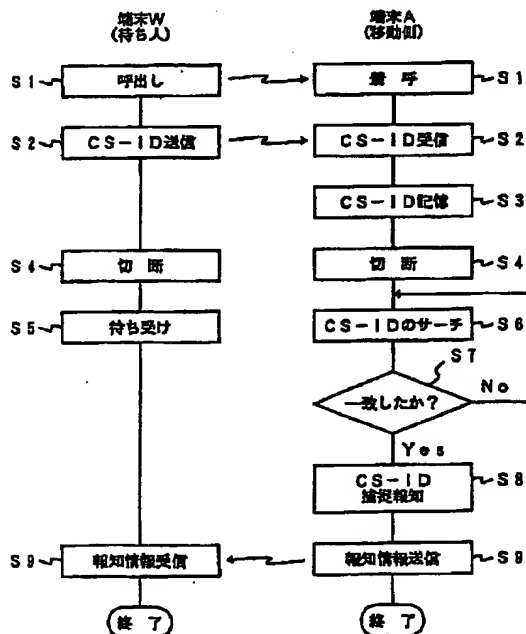 端末W 端末A
(待ち人) (移動側)
S1 呼出し 着呼 S1
S2 CS-ID送信 CS-ID受信 S2
CS-ID記憶 S3
S4 切断 切断 S4
S5 待ち受け CS-IDのサーチ S6
S7
一致したか? No
Yes
CS-ID S8
捕捉報知
S9 報知情報受信 報知情報送信 S9
終了 終了